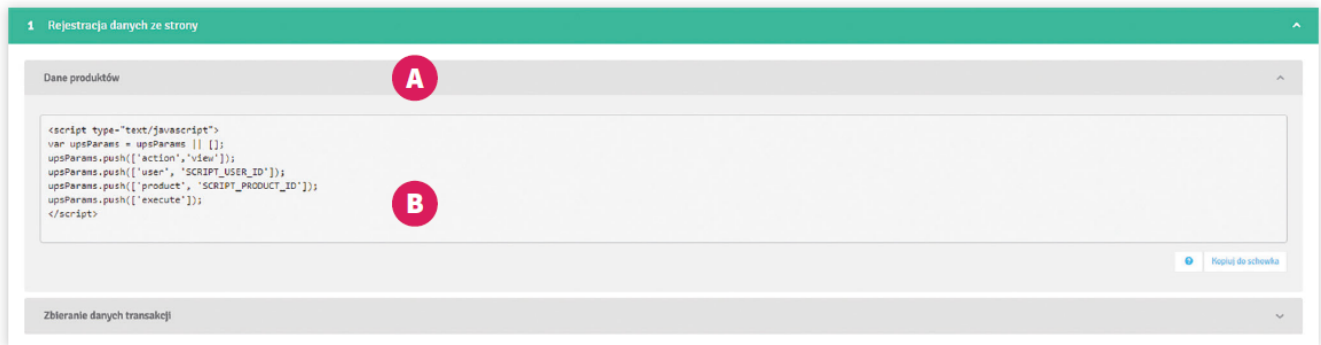 1 Rejestracja danych ze strony
Dane produktów
A
<script type="text/javascript">
var upsParams = upsParams || [];
upsParams.push(['action','view']);
upsParams.push(['user', 'SCRIPT_USER_ID']);
upsParams.push(['product', 'SCRIPT_PRODUCT_ID']);
upsParams.push(['execute']);
</script>
B
? Kopiuj do schowka
Zbieranie danych transakcji